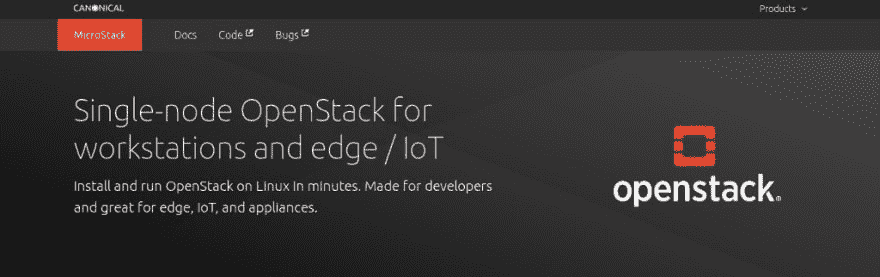 CANONICAL
Products
MicroStack Docs Code Bugs
Single-node OpenStack for
workstations and edge / IoT
Install and run OpenStack on Linux in minutes. Made for developers
and great for edge, IoT, and appliances.
openstack®